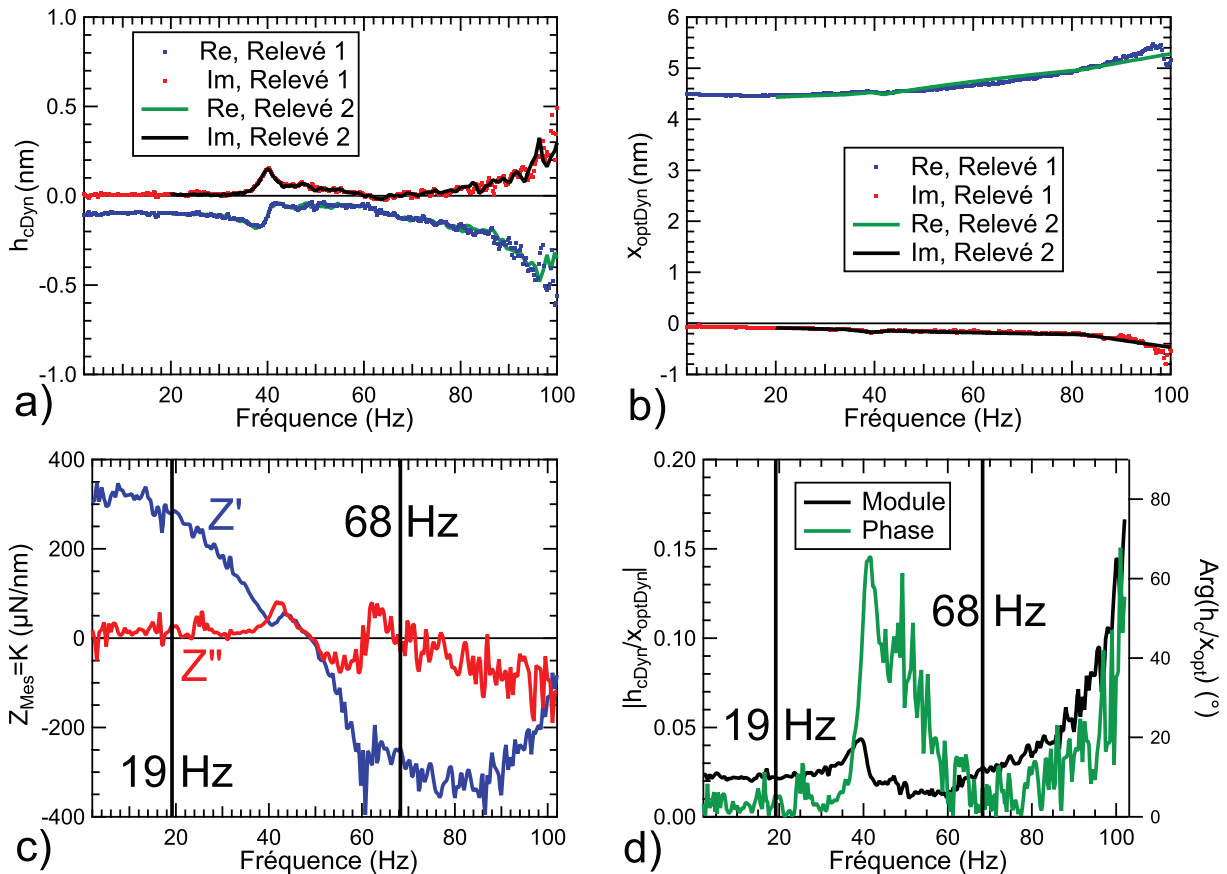 1.0
0.5
0.0
-0.5
-1.0
h_cDyn (nm)
Re, Relevé 1
Im, Relevé 1
Re, Relevé 2
Im, Relevé 2
20
40
60
80
100
Fréquence (Hz)
a)
6
5
4
3
2
1
0
-1
x_optDyn (nm)
Re, Relevé 1
Im, Relevé 1
Re, Relevé 2
Im, Relevé 2
20
40
60
80
100
Fréquence (Hz)
b)
400
200
0
-200
-400
Z_Mes=K (µN/nm)
Z'
Z"
68 Hz
19 Hz
20
40
60
80
100
Fréquence (Hz)
c)
0.20
0.15
0.10
0.05
0.00
|h_cDyn/x_optDyn|
Module
Phase
68 Hz
19 Hz
80
60
40
20
0
Arg(h_c/x_opt) (°)
20
40
60
80
100
Fréquence (Hz)
d)